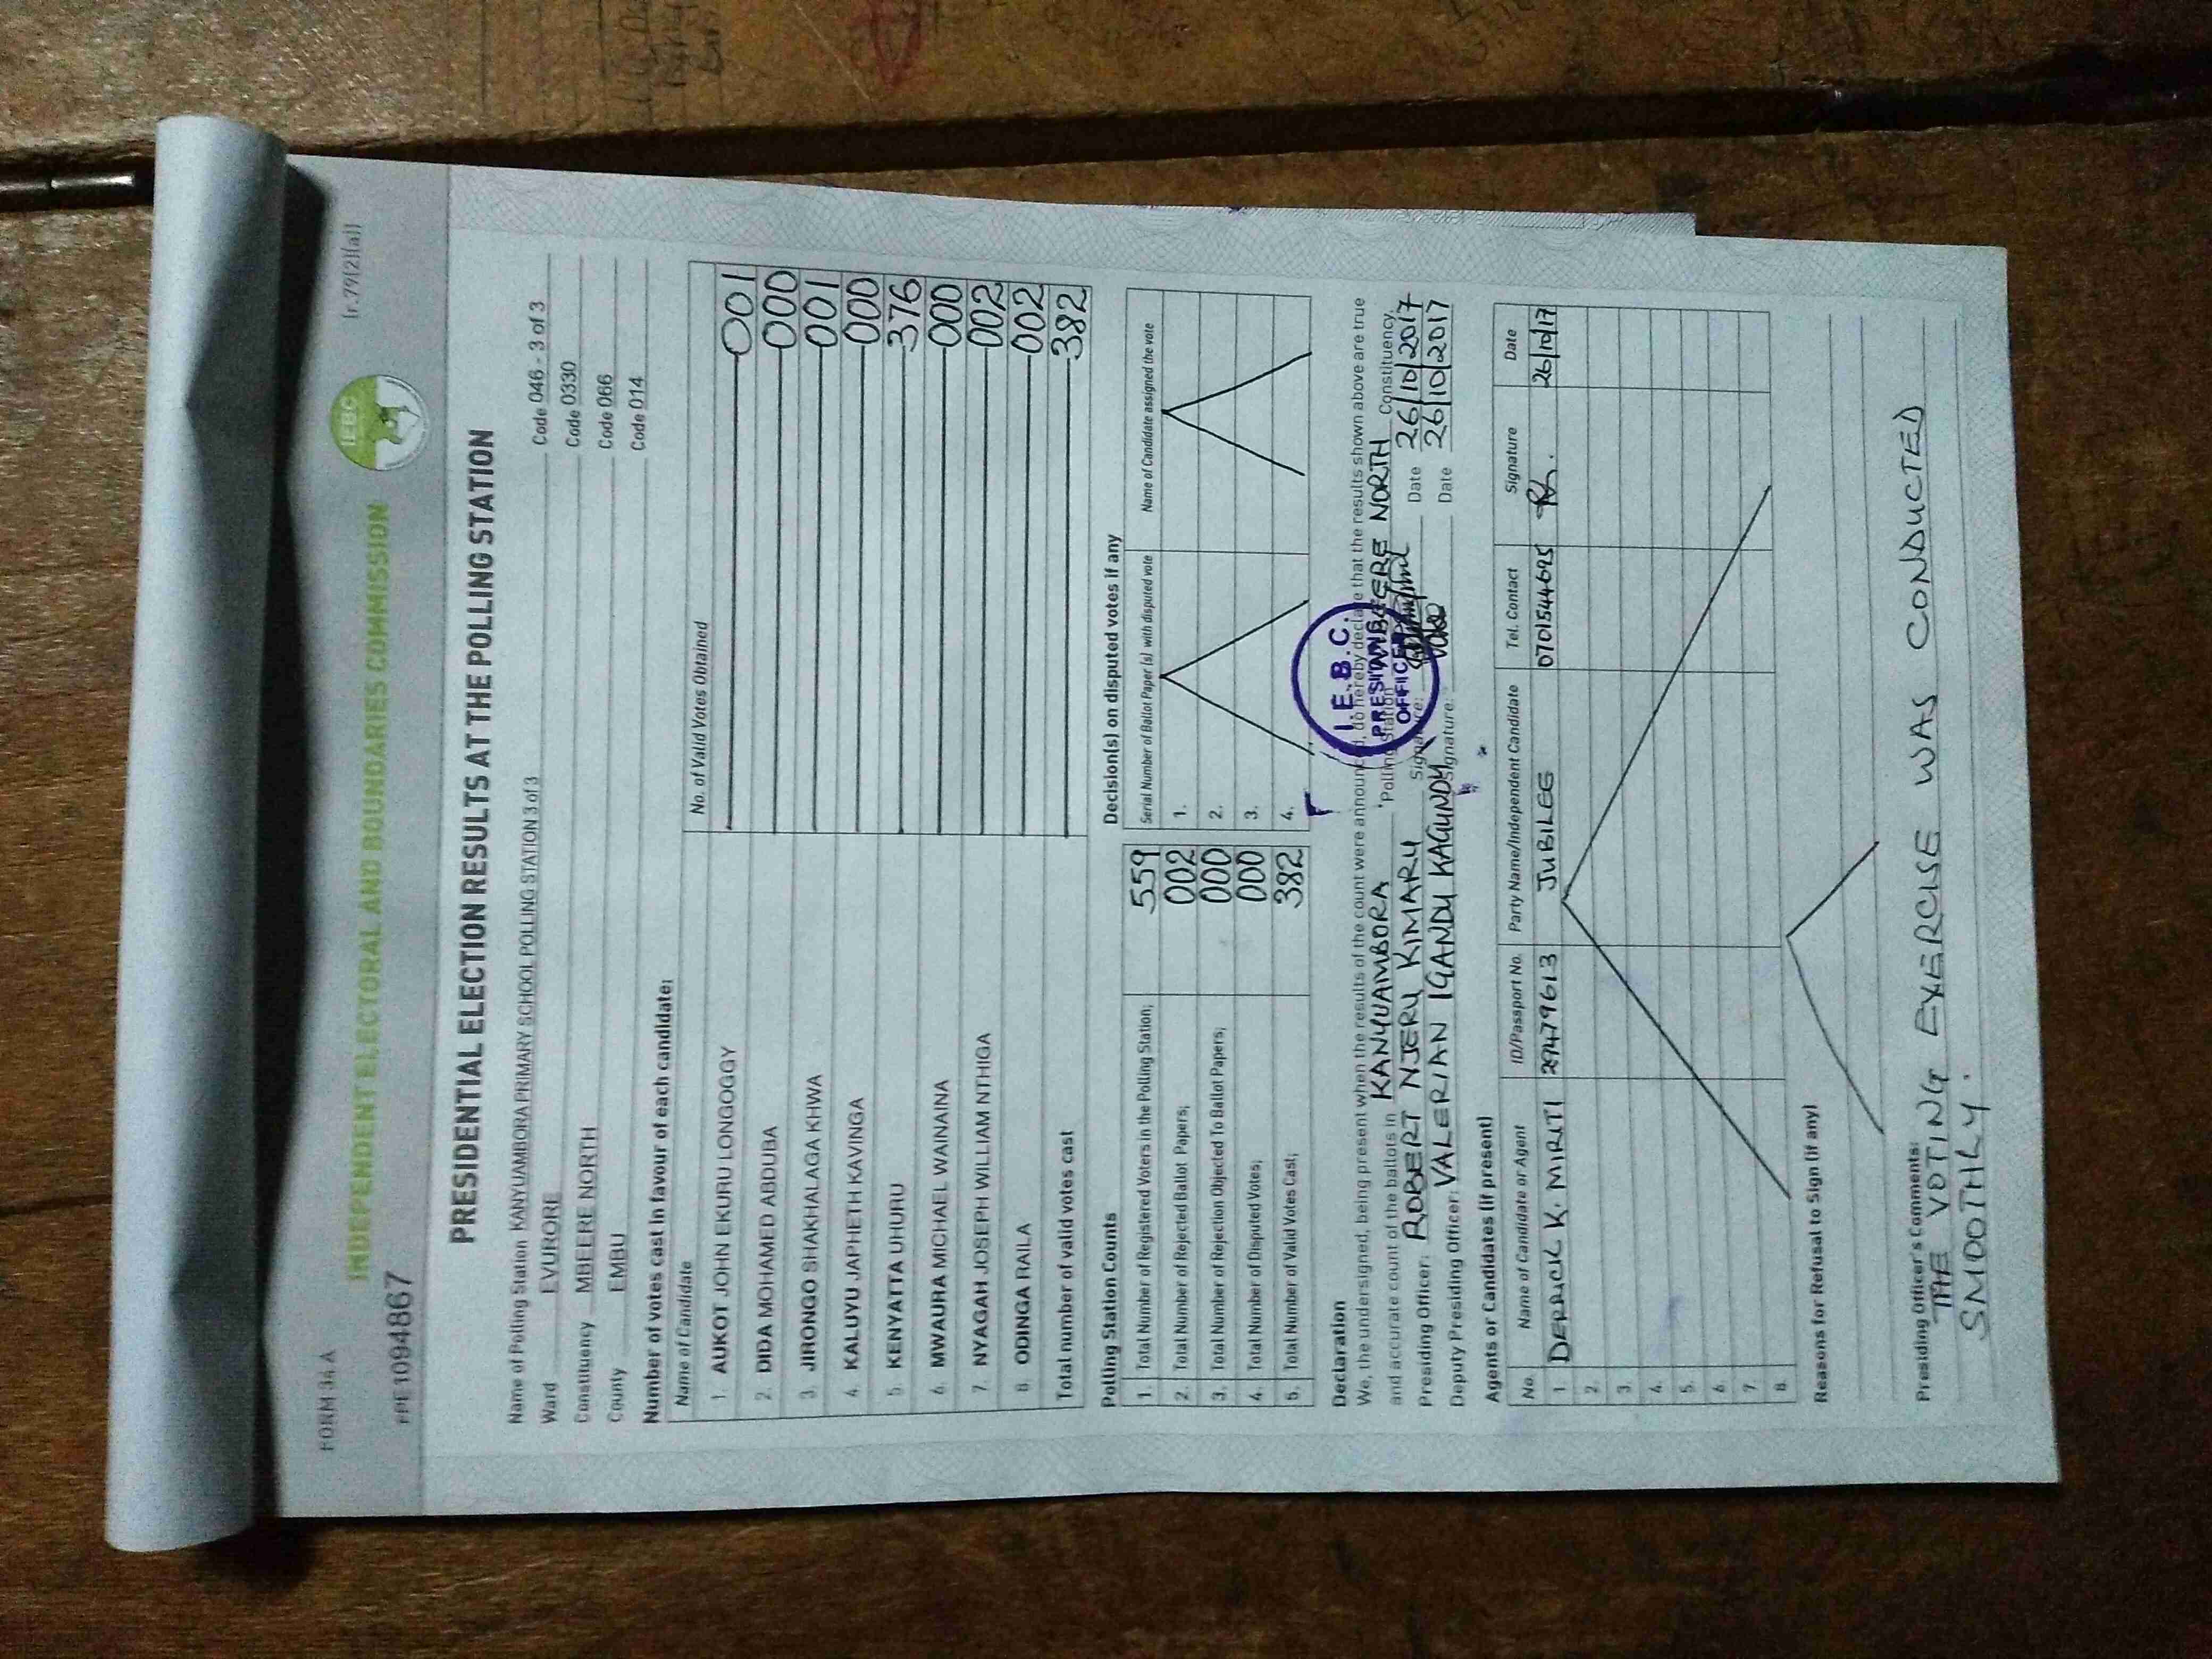 FORM 34 A
[r.79(2)(a)]
INDEPENDENT ELECTORAL AND BOUNDARIES COMMISSION
IEBC
PPE1094867
PRESIDENTIAL ELECTION RESULTS AT THE POLLING STATION
Name of Polling Station KANYUAMBORA PRIMARY SCHOOL POLLING STATION 3 of 3 Code 046 - 3 of 3
Ward EVURORE Code 0330
Constituency MBEERE NORTH Code 066
County EMBU Code 014
Number of votes cast in favour of each candidate;
Name of Candidate No. of Valid Votes Obtained
1. AUKOT JOHN EKURU LONGOGGY 001
2. DIDA MOHAMED ABDUBA 000
3. JIRONGO SHAKHALAGA KHWA 001
4. KALUYU JAPHETH KAVINGA 000
5. KENYATTA UHURU 376
6. MWAURA MICHAEL WAINAINA 000
7. NYAGAH JOSEPH WILLIAM NTHIGA 002
8. ODINGA RAILA 002
Total number of valid votes cast 382
Polling Station Counts
1. Total Number of Registered Voters in the Polling Station; 559
2. Total Number of Rejected Ballot Papers; 002
3. Total Number of Rejection Objected To Ballot Papers; 000
4. Total Number of Disputed Votes; 000
5. Total Number of Valid Votes Cast; 382
Decision(s) on disputed votes if any
Serial Number of Ballot Paper (s) with disputed vote Name of Candidate assigned the vote
1.
2.
3.
4.
Declaration
We, the undersigned, being present when the results of the count were announced, do hereby declare that the results shown above are true
and accurate count of the ballots in KANYUAMBORA Polling Station MBEERE NORTH Constituency.
Presiding Officer: ROBERT NJERU KIMARU Signature: Date 26/10/2017
Deputy Presiding Officer: VALERIAN IGANDU KAGUNDU Signature: Date 26/10/2017
I.E.B.C.
PRESIDING
OFFICER
Agents or Candidates (if present)
No. Name of Candidate or Agent ID/Passport No. Party Name/Independent Candidate Tel. Contact Signature Date
1. DERRACK K. MIRITI 29479613 JUBILEE 0701544695 26/10/17
2.
3.
4.
5.
6.
7.
8.
Reasons for Refusal to Sign (if any)
Presiding Officer's Comments:
THE VOTING EXERCISE WAS CONDUCTED
SMOOTHLY.